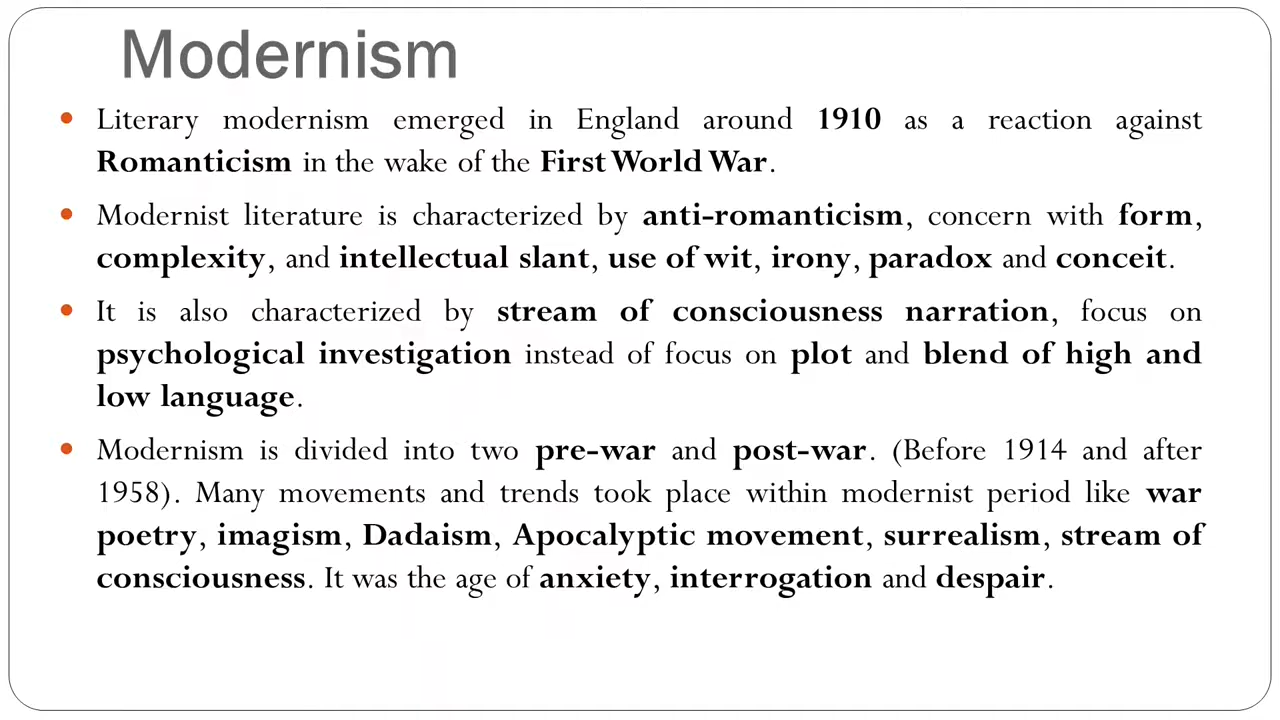 Modernism
Literary modernism emerged in England around 1910 as a reaction against
Romanticism in the wake of the First World War.
Modernist literature is characterized by anti-romanticism, concern with form,
complexity, and intellectual slant, use of wit, irony, paradox and conceit.
It is also characterized by stream of consciousness narration, focus on
psychological investigation instead of focus on plot and blend of high and
low language.
Modernism is divided into two pre-war and post-war. (Before 1914 and after
1958). Many movements and trends took place within modernist period like war
poetry, imagism, Dadaism, Apocalyptic movement, surrealism, stream of
consciousness. It was the age of anxiety, interrogation and despair.